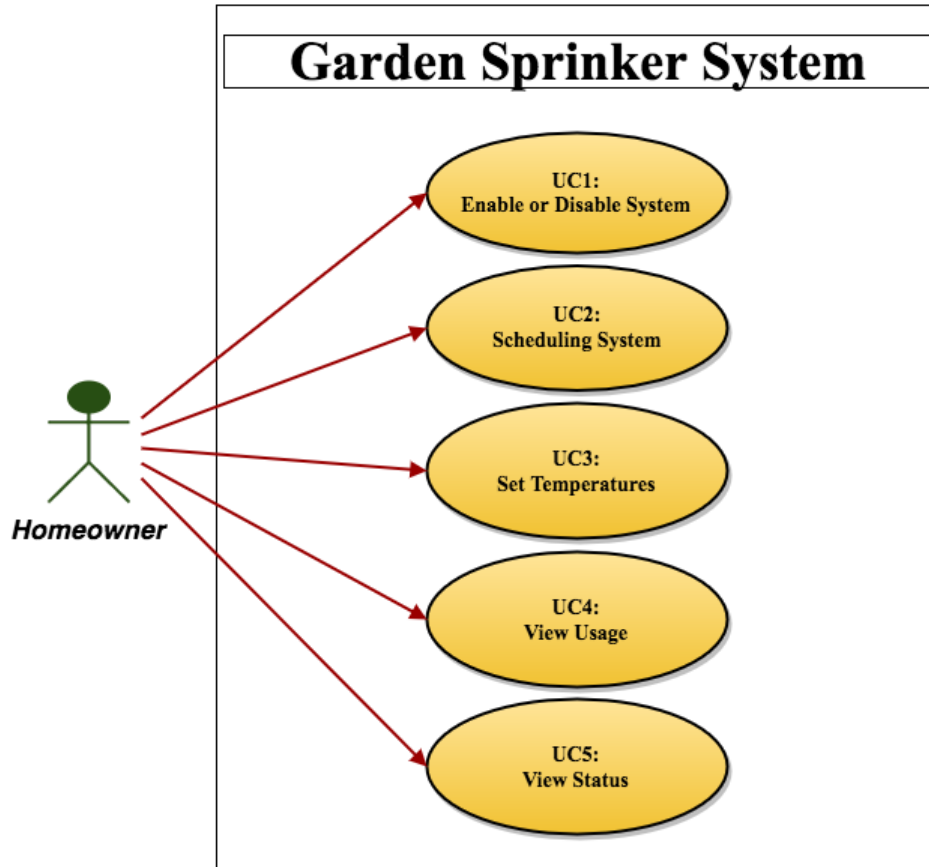 Garden Sprinker System
UC1:
Enable or Disable System
UC2:
Scheduling System
UC3:
Set Temperatures
Homeowner
UC4:
View Usage
UC5:
View Status